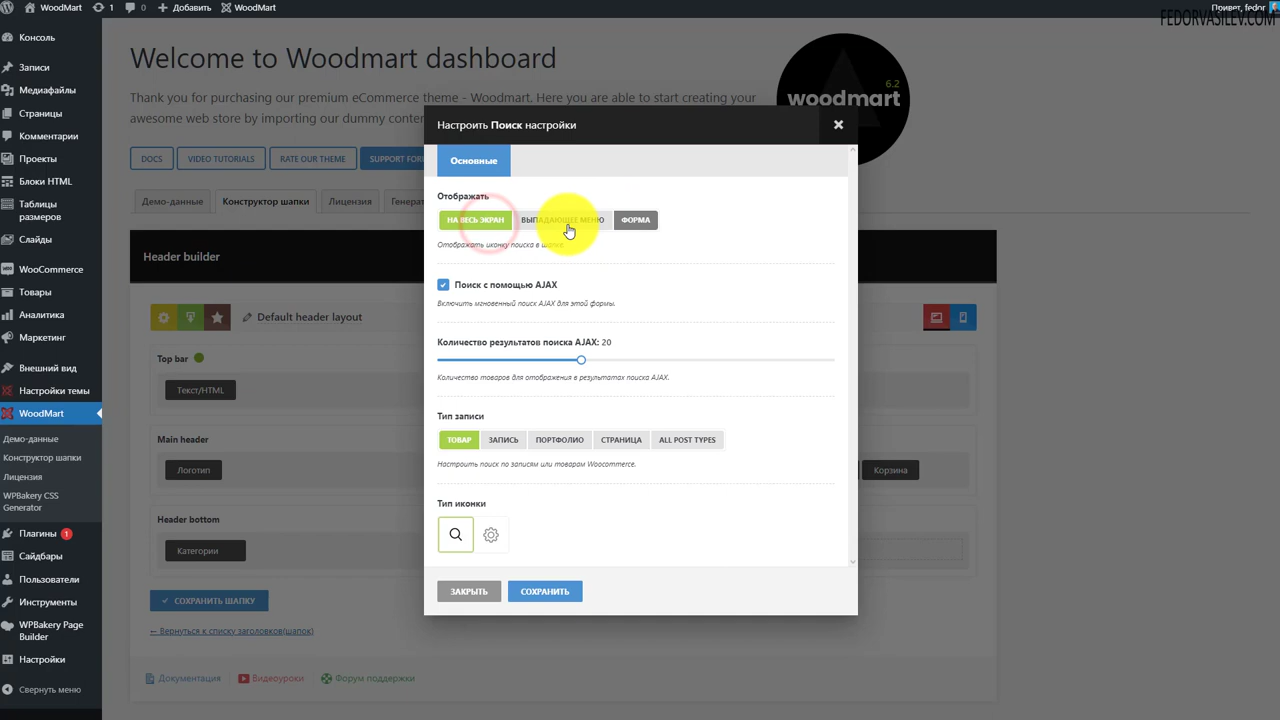 WoodMart
1
0
Добавить
WoodMart
Привет, fedor
FEDORVASILEV.COM
Консоль
Записи
Медиафайлы
Страницы
Комментарии
Проекты
Блоки HTML
Таблицы
размеров
Слайды
WooCommerce
Товары
Аналитика
Маркетинг
Внешний вид
Настройки темы
WoodMart
Демо-данные
Конструктор шапки
Лицензия
WPBakery CSS
Generator
Плагины 1
Сайдбары
Пользователи
Инструменты
WPBakery Page
Builder
Настройки
Свернуть меню
Welcome to Woodmart dashboard
Thank you for purchasing our premium eCommerce theme - Woodmart. Here you are able to start creating your
awesome web store by importing our dummy
6.2
woodmart
DOCS
VIDEO TUTORIALS
RATE OUR THEME
SUPPORT
Демо-данные
Конструктор шапки
Лицензия
Header builder
Default header layout
Top bar
Текст/HTML
Main header
Логотип
Корзина
Header bottom
Категории
СОХРАНИТЬ ШАПКУ
← Вернуться к списку заголовков(шапок)
Документация
Видеоуроки
Форум поддержки
Настроить Поиск настройки
Основные
Отображать
НА ВЕСЬ ЭКРАН
ВЫПАДАЮЩЕЕ МЕНЮ
ФОРМА
Отображать иконку поиска в шапке.
Поиск с помощью AJAX
Включить мгновенный поиск AJAX для этой формы.
Количество результатов поиска AJAX: 20
Количество товаров для отображения в результатах поиска AJAX.
Тип записи
ТОВАР
ЗАПИСЬ
ПОРТФОЛИО
СТРАНИЦА
ALL POST TYPES
Настроить поиск по записям или товарам Woocommerce.
Тип иконки
ЗАКРЫТЬ
СОХРАНИТЬ